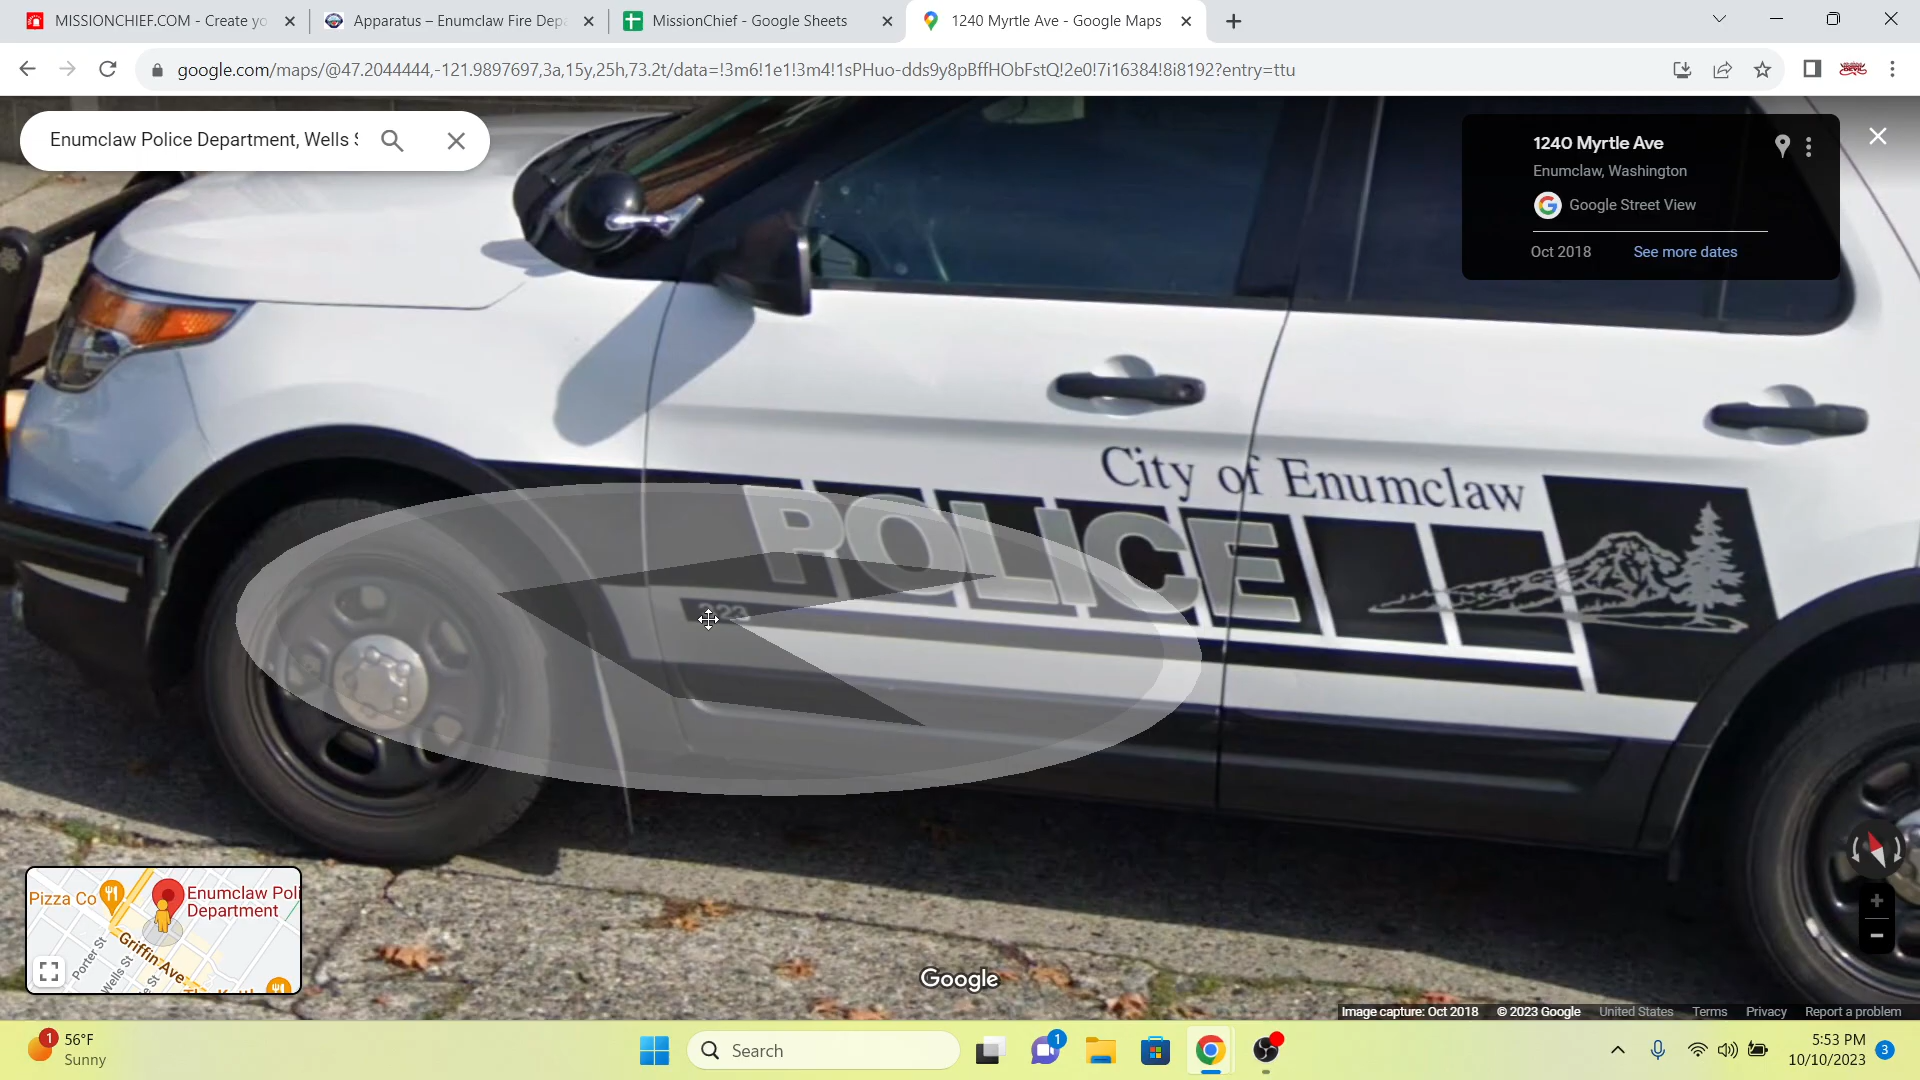 MISSIONCHIEF.COM - Create yo
Apparatus – Enumclaw Fire Dep
MissionChief - Google Sheets
1240 Myrtle Ave - Google Maps
google.com/maps/@47.2044444,-121.9897697,3a,15y,25h,73.2t/data=!3m6!1e1!3m4!1sPHuo-dds9y8pBffHObFstQ!2e0!7i16384!8i8192?entry=ttu
Enumclaw Police Department, Wells S
1240 Myrtle Ave
Enumclaw, Washington
Google Street View
Oct 2018 See more dates
City of Enumclaw
POLICE
Pizza Co
Enumclaw Poli
Department
Porter St
Griffin Ave
Wells St
Google
Image capture: Oct 2018 © 2023 Google United States Terms Privacy Report a problem
1
56°F
Sunny
Search
1
5:53 PM
10/10/2023
3